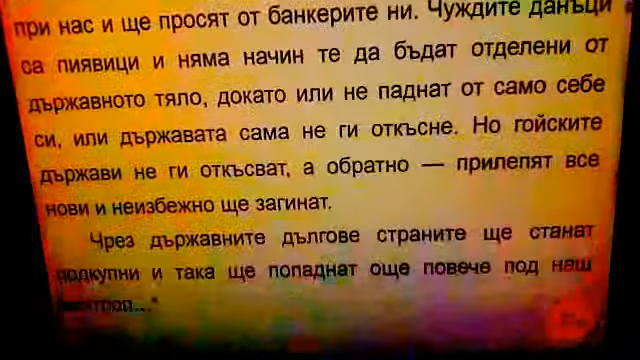 при нас и ще просят от банкерите ни. Чуждите данъци
са пиявици и няма начин те да бъдат отделени от
държавното тяло, докато или не паднат от само себе
си, или държавата сама не ги откъсне. Но гойските
държави не ги откъсват, а обратно — прилепят все
нови и неизбежно ще загинат.
Чрез държавните дългове страните ще станат
подкупни и така ще попаднат още повече под наш